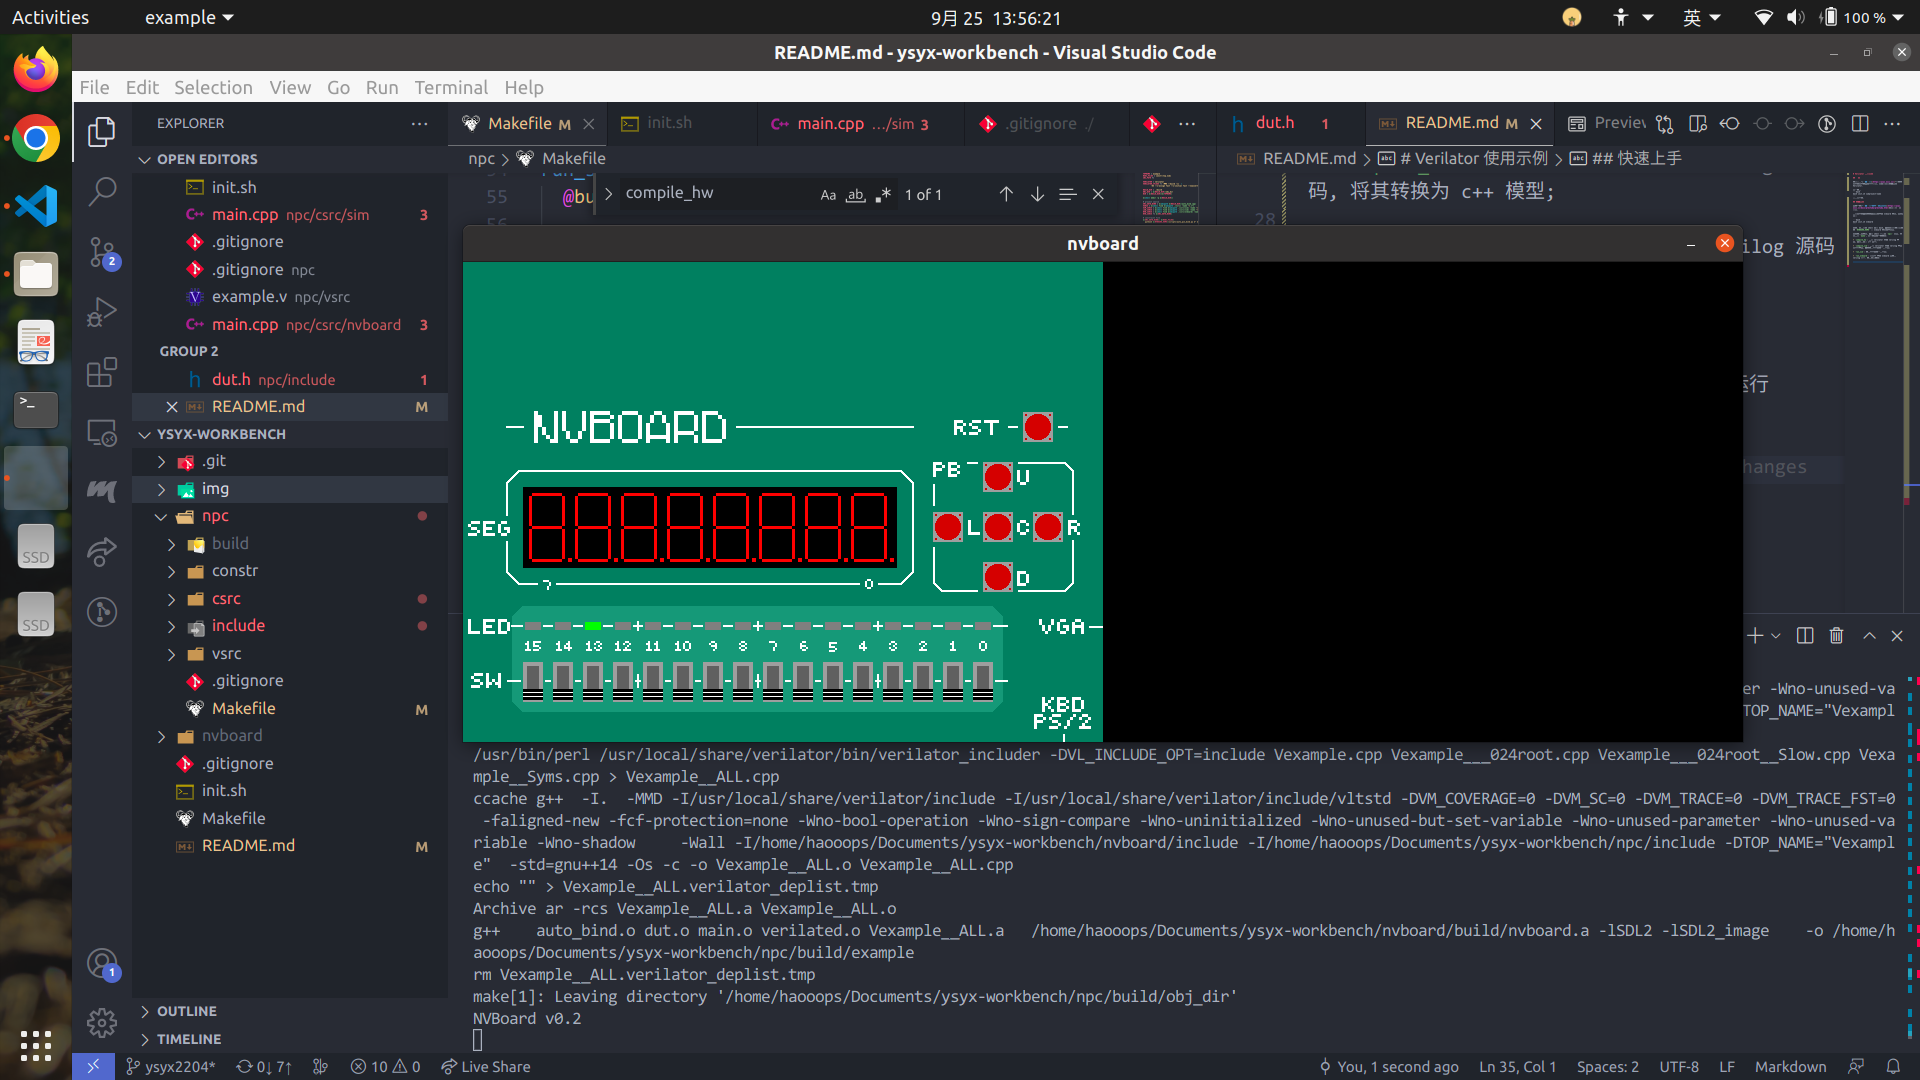 Activities
example
9月 25 13:56:21
英
100 %
README.md - ysyx-workbench - Visual Studio Code
File Edit Selection View Go Run Terminal Help
EXPLORER
Makefile M
init.sh
main.cpp .../sim 3
.gitignore ./
dut.h 1
README.md M
Preview
OPEN EDITORS
npc > Makefile
README.md > # Verilator 使用示例 > ## 快速上手
init.sh
main.cpp npc/csrc/sim 3
.gitignore
.gitignore npc
example.v npc/vsrc
main.cpp npc/csrc/nvboard 3
GROUP 2
dut.h npc/include 1
README.md M
YSYX-WORKBENCH
.git
img
npc
build
constr
csrc
include
vsrc
.gitignore
Makefile M
nvboard
.gitignore
init.sh
Makefile
README.md M
OUTLINE
TIMELINE
2
1
SSD
SSD
55 @bu
56
compile_hw
Aa ab 1 of 1
码, 将其转换为 c++ 模型;
28
ilog 源码
运行
hanges
nvboard
NVBOARD
RST
PB U
L C R
D
SEG
7 0
LED
15 14 13 12 11 10 9 8 7 6 5 4 3 2 1 0
SW
VGA
KBD
PS/2
er -Wno-unused-va
TOP_NAME="Vexampl
/usr/bin/perl /usr/local/share/verilator/bin/verilator_includer -DVL_INCLUDE_OPT=include Vexample.cpp Vexample___024root.cpp Vexample___024root__Slow.cpp Vexa
mple__Syms.cpp > Vexample__ALL.cpp
ccache g++  -I.  -MMD -I/usr/local/share/verilator/include -I/usr/local/share/verilator/include/vltstd -DVM_COVERAGE=0 -DVM_SC=0 -DVM_TRACE=0 -DVM_TRACE_FST=0
-faligned-new -fcf-protection=none -Wno-bool-operation -Wno-sign-compare -Wno-uninitialized -Wno-unused-but-set-variable -Wno-unused-parameter -Wno-unused-va
riable -Wno-shadow     -Wall -I/home/haooops/Documents/ysyx-workbench/nvboard/include -I/home/haooops/Documents/ysyx-workbench/npc/include -DTOP_NAME="Vexampl
e"  -std=gnu++14 -Os -c -o Vexample__ALL.o Vexample__ALL.cpp
echo "" > Vexample__ALL.verilator_deplist.tmp
Archive ar -rcs Vexample__ALL.a Vexample__ALL.o
g++    auto_bind.o dut.o main.o verilated.o Vexample__ALL.a   /home/haooops/Documents/ysyx-workbench/nvboard/build/nvboard.a -lSDL2 -lSDL2_image    -o /home/h
aooops/Documents/ysyx-workbench/npc/build/example
rm Vexample__ALL.verilator_deplist.tmp
make[1]: Leaving directory '/home/haooops/Documents/ysyx-workbench/npc/build/obj_dir'
NVBoard v0.2
ysyx2204* 0↓ 7↑ 10 0 Live Share
You, 1 second ago Ln 35, Col 1 Spaces: 2 UTF-8 LF Markdown